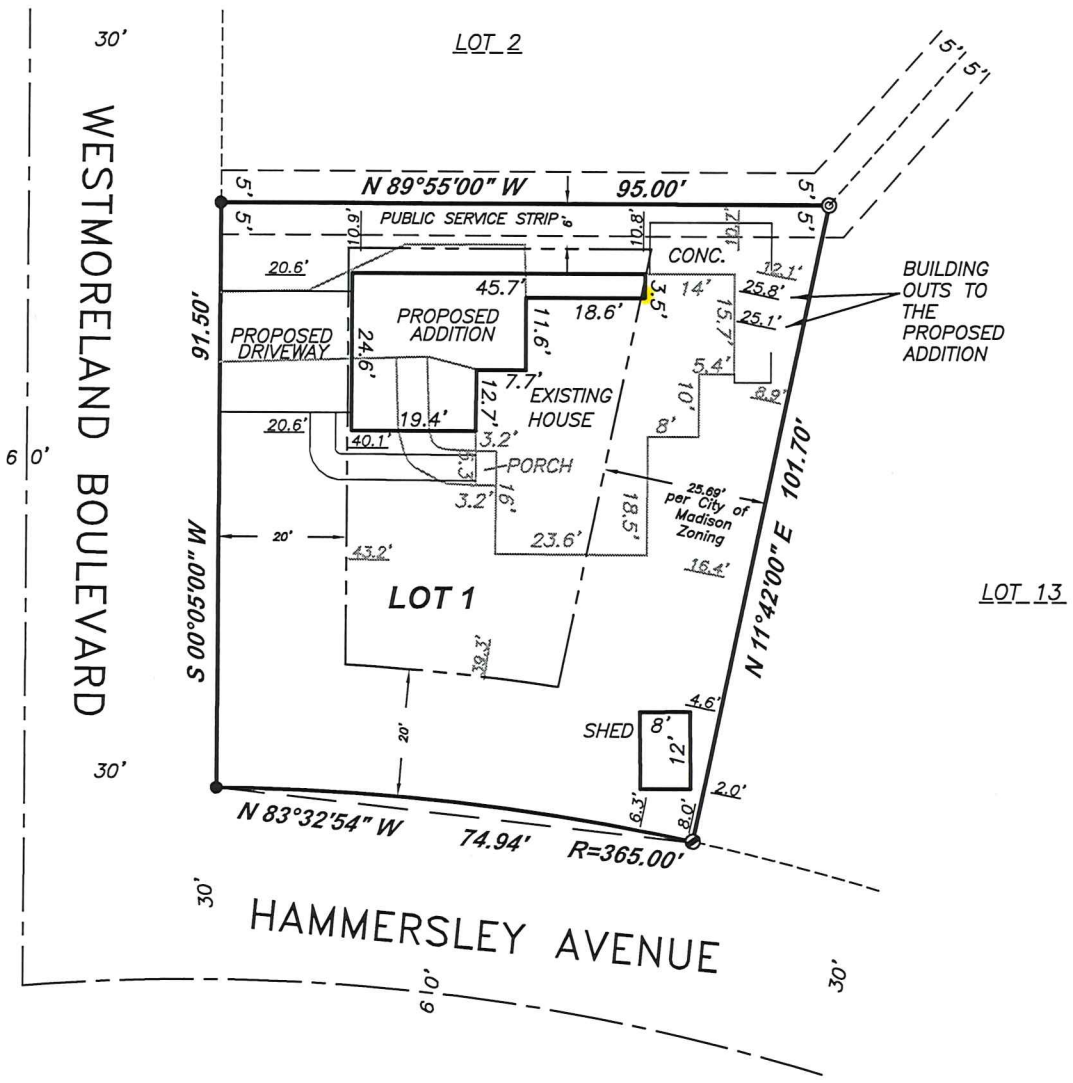 30'
LOT 2
5' 5'
WESTMORELAND BOULEVARD
5'
N 89°55'00" W 95.00'
5'
5'
PUBLIC SERVICE STRIP
5'
10.9'
10.8'
10.7'
CONC.
20.6'
45.7'
3.5'
14'
12.1'
25.8'
25.1'
BUILDING
OUTS TO
THE
PROPOSED
ADDITION
91.50'
PROPOSED
DRIVEWAY
PROPOSED
ADDITION
18.6'
15.7'
24.6'
11.6'
7.7'
EXISTING
HOUSE
5.4'
8.9'
12.7'
10'
19.4'
20.6'
40.1'
3.2'
8'
60'
PORCH
3.2'
16'
25.69'
per City of
Madison
Zoning
18.5'
101.70'
20'
43.2'
23.6'
16.4'
S 00°05'00" W
LOT 1
39.3'
N 11°42'00" E
LOT 13
20'
SHED
8'
12'
4.6'
2.0'
30'
6.3'
8.0'
N 83°32'54" W 74.94' R=365.00'
30'
HAMMERSLEY AVENUE
60'
30'